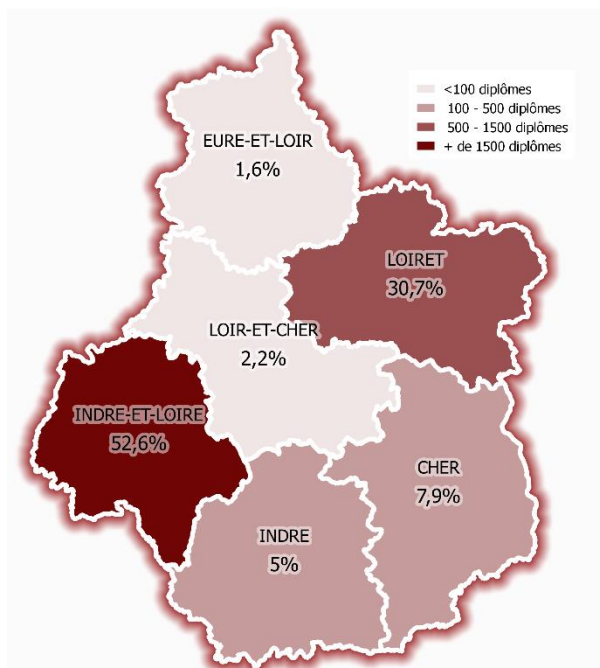 <100 diplômes
100 - 500 diplômes
500 - 1500 diplômes
+ de 1500 diplômes
EURE-ET-LOIR
1,6%
LOIRET
30,7%
LOIR-ET-CHER
2,2%
INDRE-ET-LOIRE
52,6%
CHER
7,9%
INDRE
5%